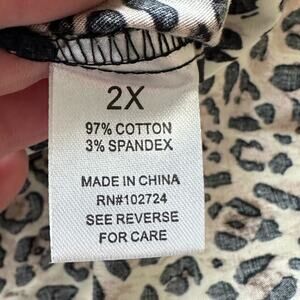 2X
97% COTTON
3% SPANDEX
MADE IN CHINA
RN#102724
SEE REVERSE
FOR CARE